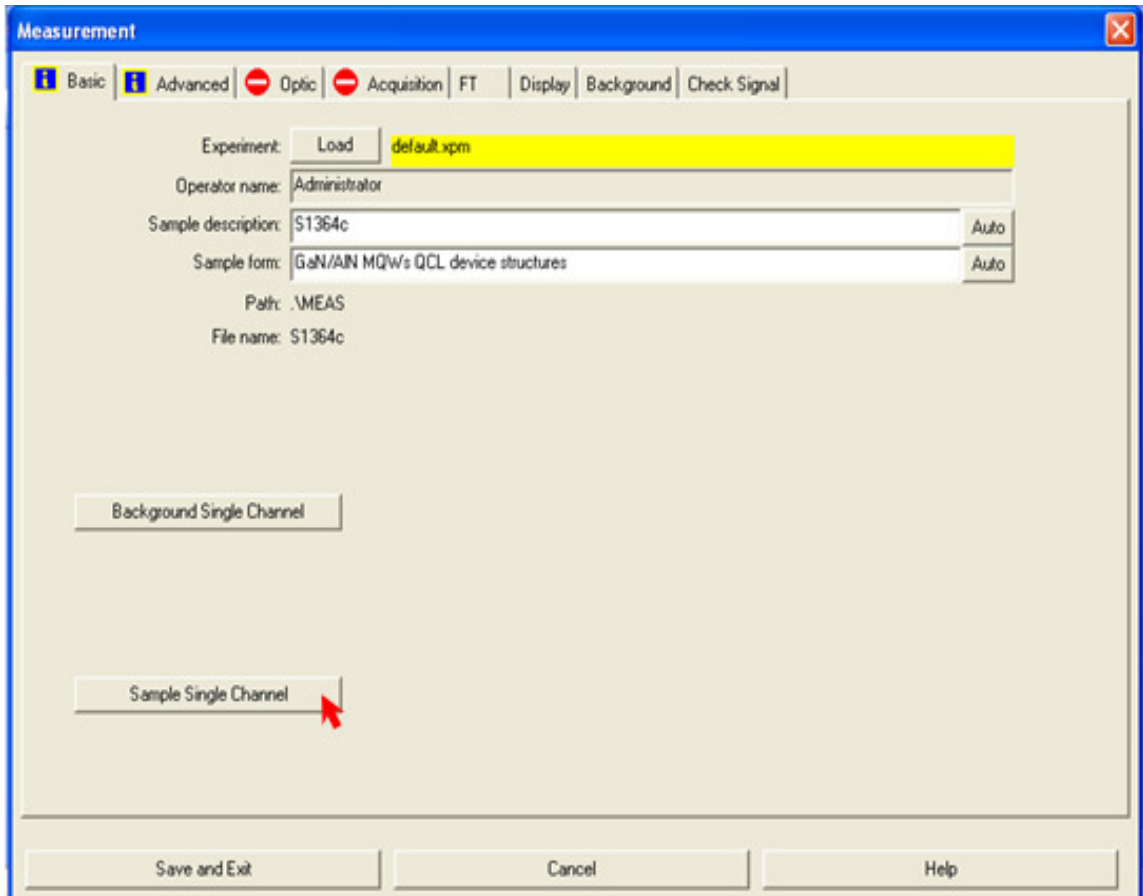 Measurement
Basic Advanced Optic Acquisition FT Display Background Check Signal
Experiment: Load default.xpm
Operator name: Administrator
Sample description: S1364c Auto
Sample form: GaN/AlN MQWs QCL device structures Auto
Path: .\MEAS
File name: S1364c
Background Single Channel
Sample Single Channel
Save and Exit Cancel Help